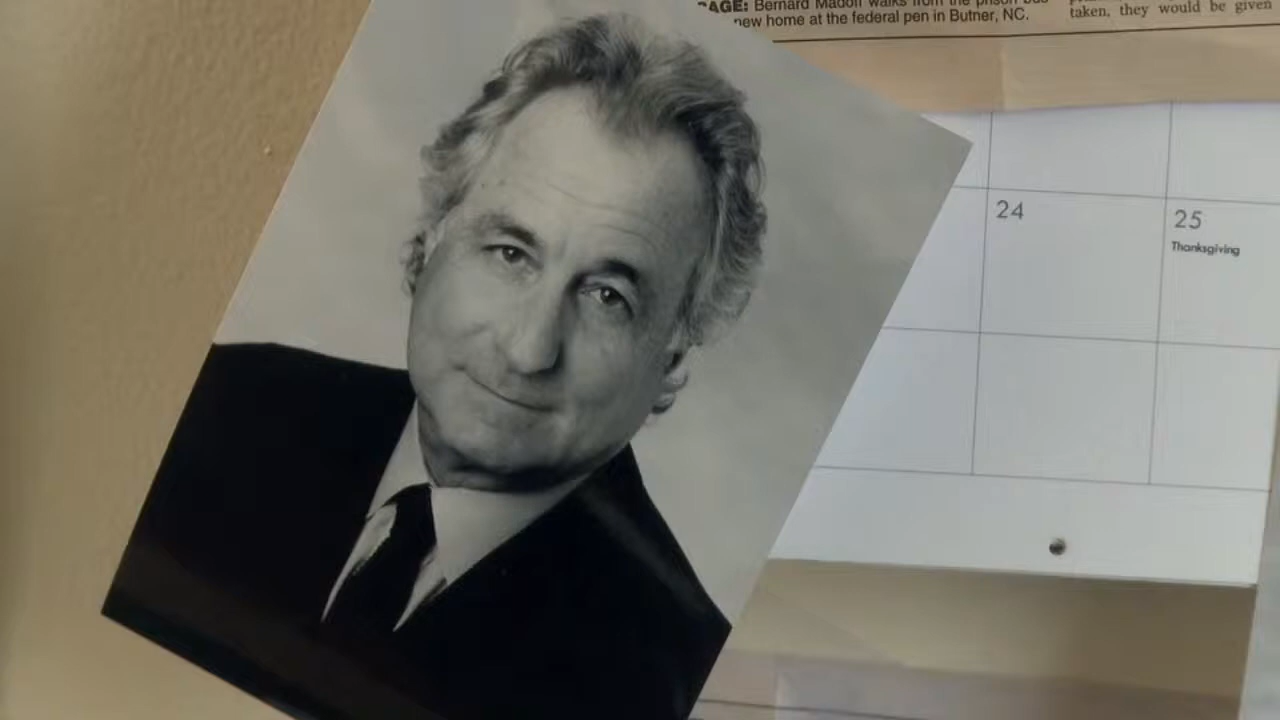 AGE: Bernard Madoff walks from the prison bus
new home at the federal pen in Butner, NC.
taken, they would be given
24
25
Thanksgiving